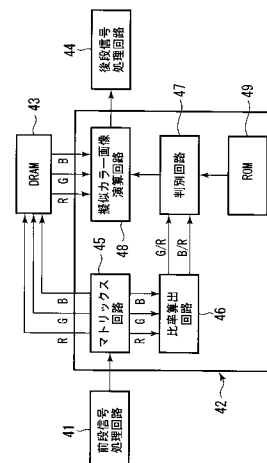 41
前段信号
処理回路
42
45
マトリックス
回路
R
G
B
R
G
B
46
比率算出
回路
G/R
B/R
43
DRAM
R
G
B
48
擬似カラー画像
演算回路
47
判別回路
49
ROM
44
後段信号
処理回路